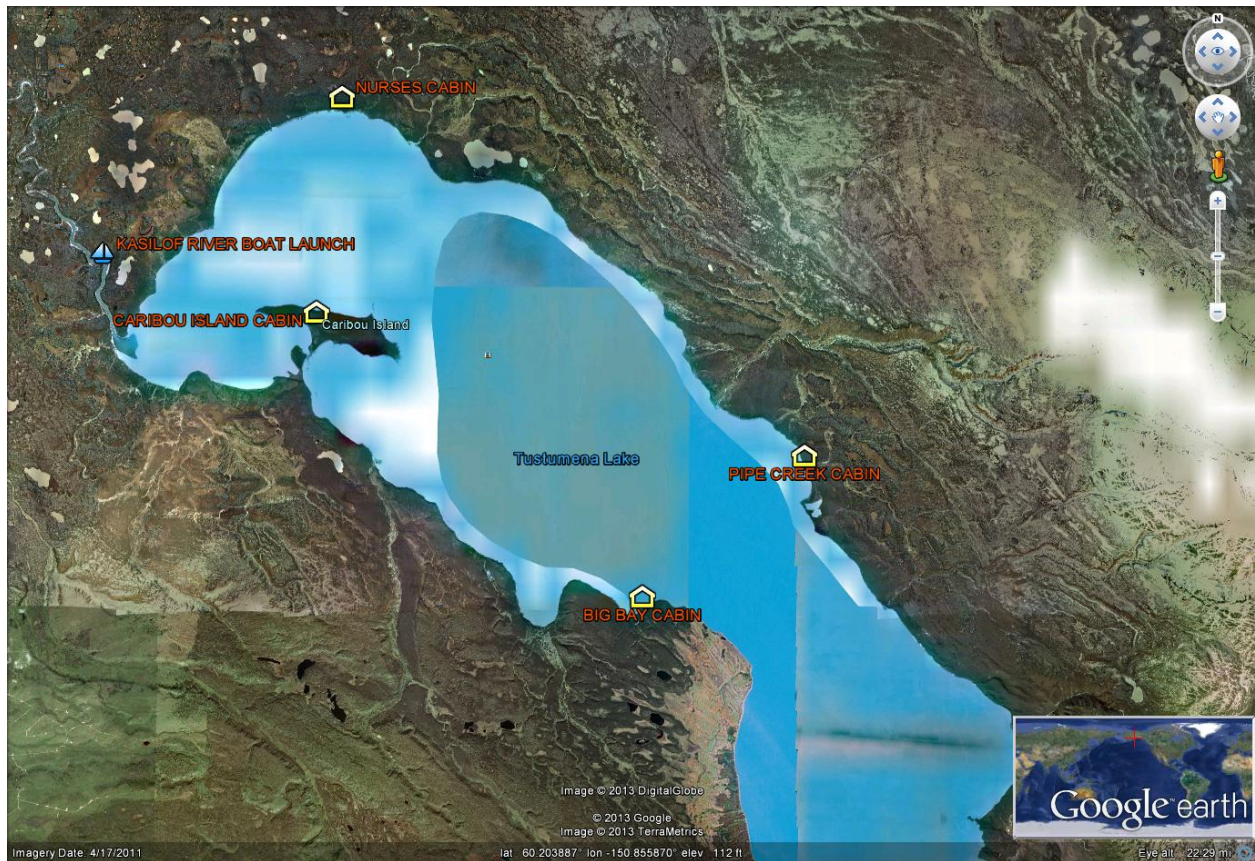 N
NURSES CABIN
KASILOF RIVER BOAT LAUNCH
CARIBOU ISLAND CABIN
Caribou Island
Tustumena Lake
PIPE CREEK CABIN
BIG BAY CABIN
Image © 2013 DigitalGlobe
© 2013 Google
Image © 2013 TerraMetrics
Google earth
Imagery Date: 4/17/2011 lat 60.203887° lon -150.855870° elev 112 ft Eye alt 22.29 mi